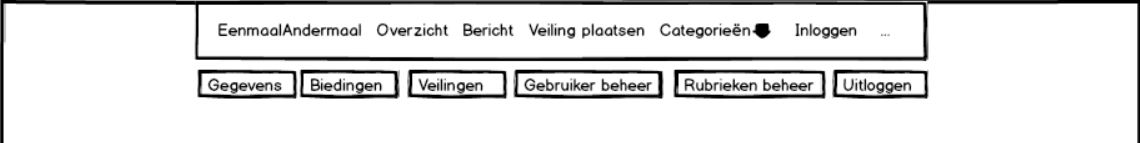 EenmaalAndermaal Overzicht Bericht Veiling plaatsen Categorieën Inloggen ...
Gegevens Biedingen Veilingen Gebruiker beheer Rubrieken beheer Uitloggen